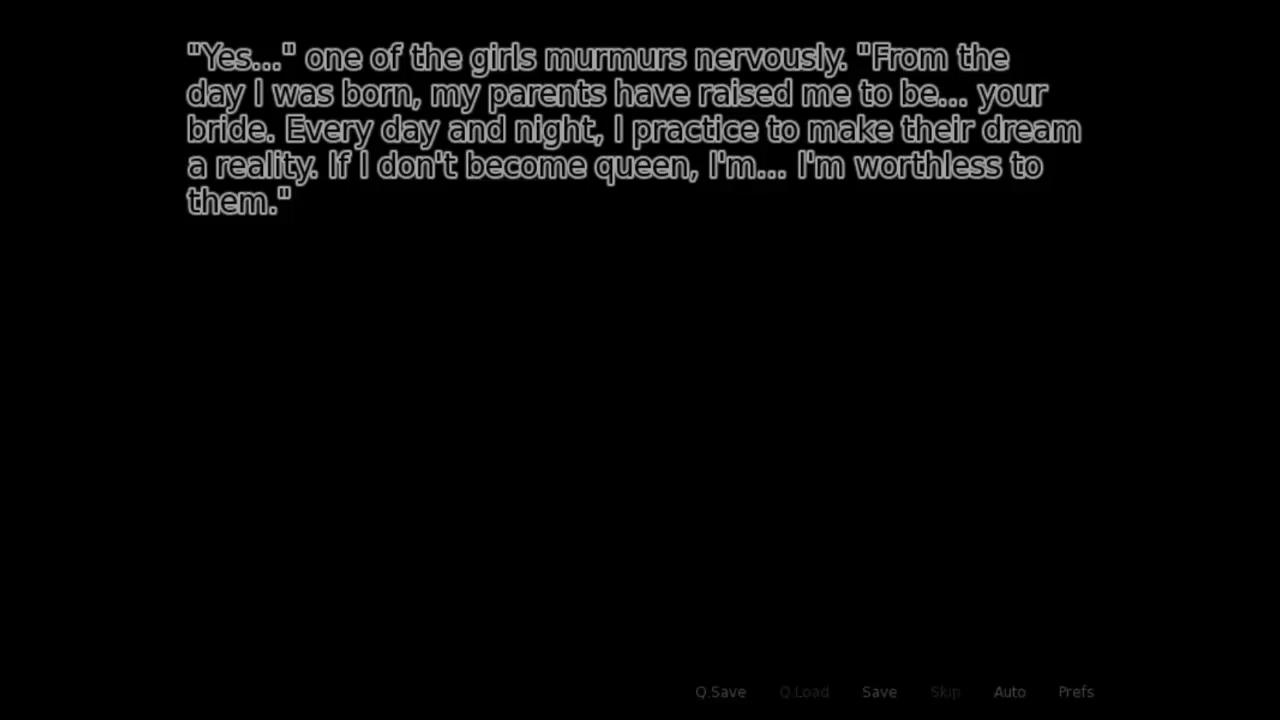 "Yes..." one of the girls murmurs nervously. "From the
day I was born, my parents have raised me to be... your
bride. Every day and night, I practice to make their dream
a reality. If I don't become queen, I'm... I'm worthless to
them."
Q.Save Q.Load Save Skip Auto Prefs